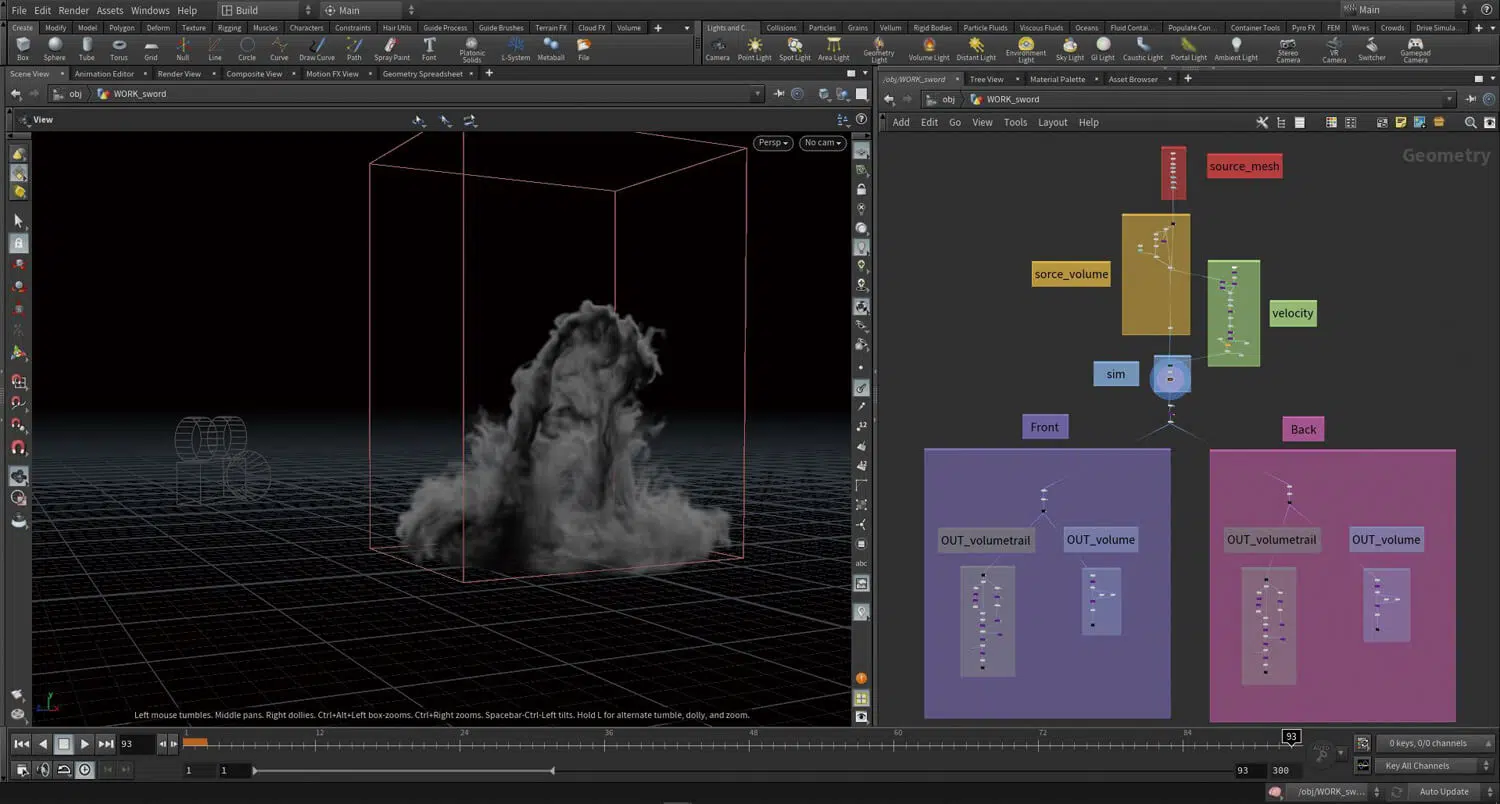 File Edit Render Assets Windows Help Build Main Main
Create Modify Model Polygon Deform Texture Rigging Muscles Characters Constraints Hair Utils Guide Process Guide Brushes Terrain FX Cloud FX Volume
Lights and C... Collisions Particles Grains Vellum Rigid Bodies Particle Fluids Viscous Fluids Oceans Fluid Contai... Populate Con... Container Tools Pyro FX FEM Wires Crowds Drive Simula...
Box Sphere Tube Torus Grid Null Line Circle Curve Draw Curve Path Spray Paint Font Platonic Solids L-System Metaball File
Camera Point Light Spot Light Area Light Geometry Light Volume Light Distant Light Environment Light Sky Light GI Light Caustic Light Portal Light Ambient Light Stereo Camera VR Camera Switcher Gamepad Camera
Scene View Animation Editor Render View Composite View Motion FX View Geometry Spreadsheet
/obj/WORK_sword Tree View Material Palette Asset Browser
obj WORK_sword
obj WORK_sword
View
Add Edit Go View Tools Layout Help
Persp No cam
Geometry
source_mesh
sorce_volume
velocity
sim
Front
Back
OUT_volumetrail
OUT_volume
OUT_volumetrail
OUT_volume
12
12
abc
y
Left mouse tumbles. Middle pans. Right dollies. Ctrl+Alt+Left box-zooms. Ctrl+Right zooms. Spacebar-Ctrl-Left tilts. Hold L for alternate tumble, dolly, and zoom.
93
1 12 24 36 48 60 72 84 93
AUTO
0 keys, 0/0 channels
1 1 93 300
Key All Channels
/obj/WORK_sw... Auto Update